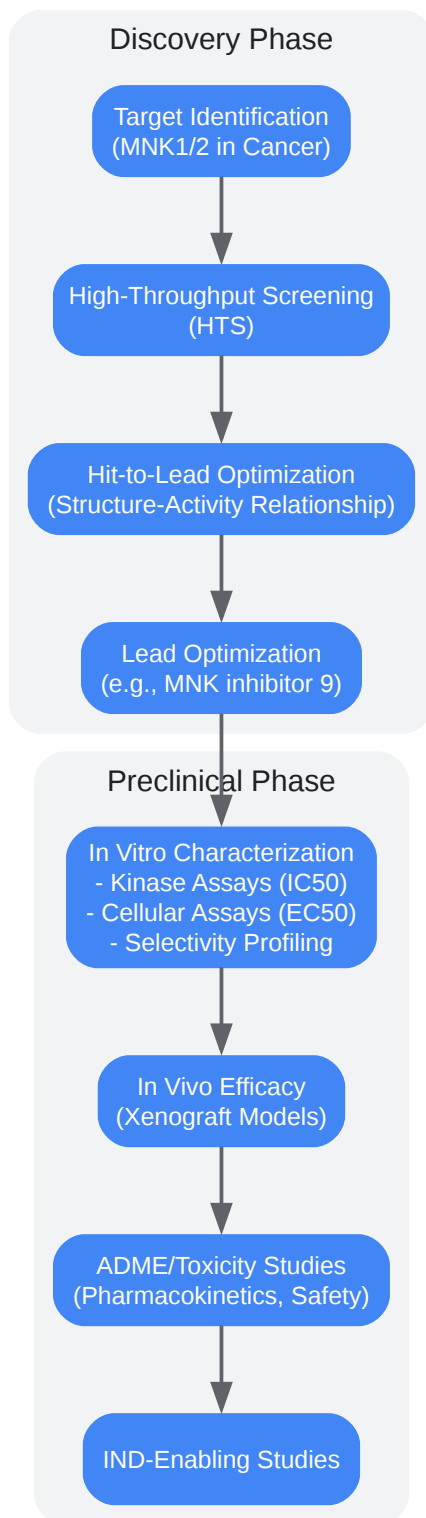 Discovery Phase
Target Identification
(MNK1/2 in Cancer)
High-Throughput Screening
(HTS)
Hit-to-Lead Optimization
(Structure-Activity Relationship)
Lead Optimization
(e.g., MNK inhibitor 9)
Preclinical Phase
In Vitro Characterization
- Kinase Assays (IC50)
- Cellular Assays (EC50)
- Selectivity Profiling
In Vivo Efficacy
(Xenograft Models)
ADME/Toxicity Studies
(Pharmacokinetics, Safety)
IND-Enabling Studies